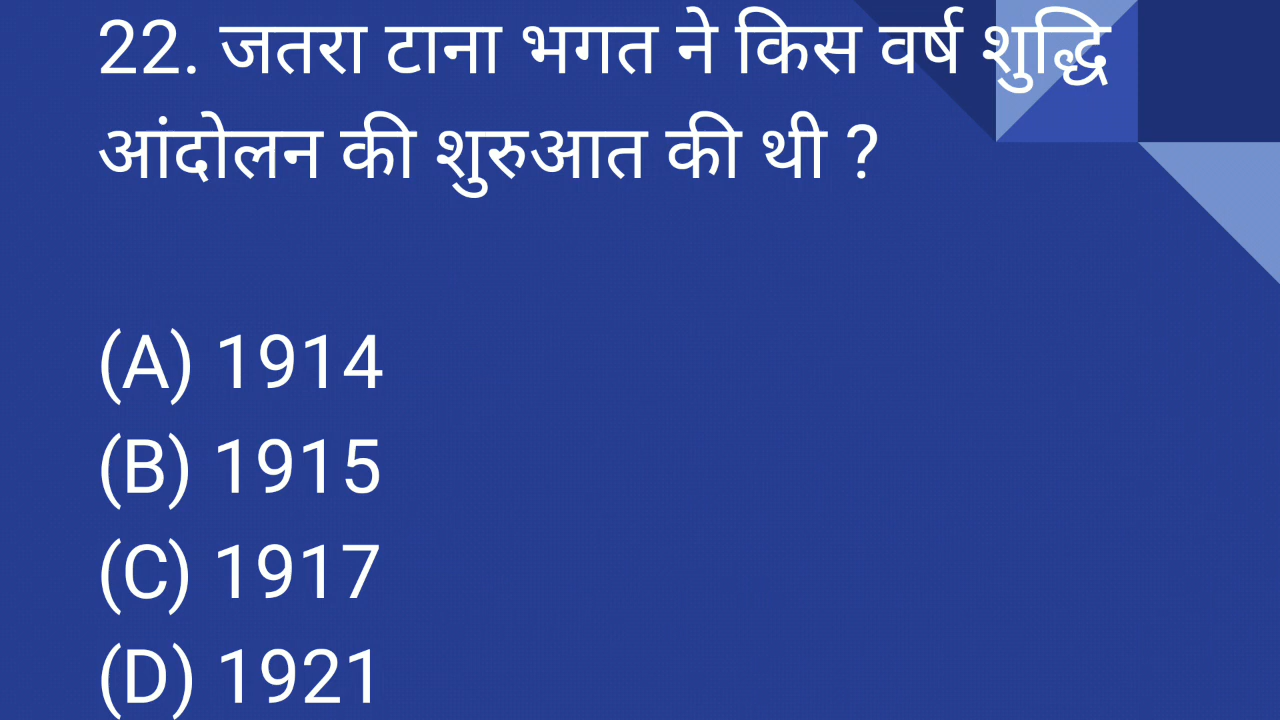 22. जतरा टाना भगत ने किस वर्ष शुद्धि
आंदोलन की शुरुआत की थी ?
(A) 1914
(B) 1915
(C) 1917
(D) 1921